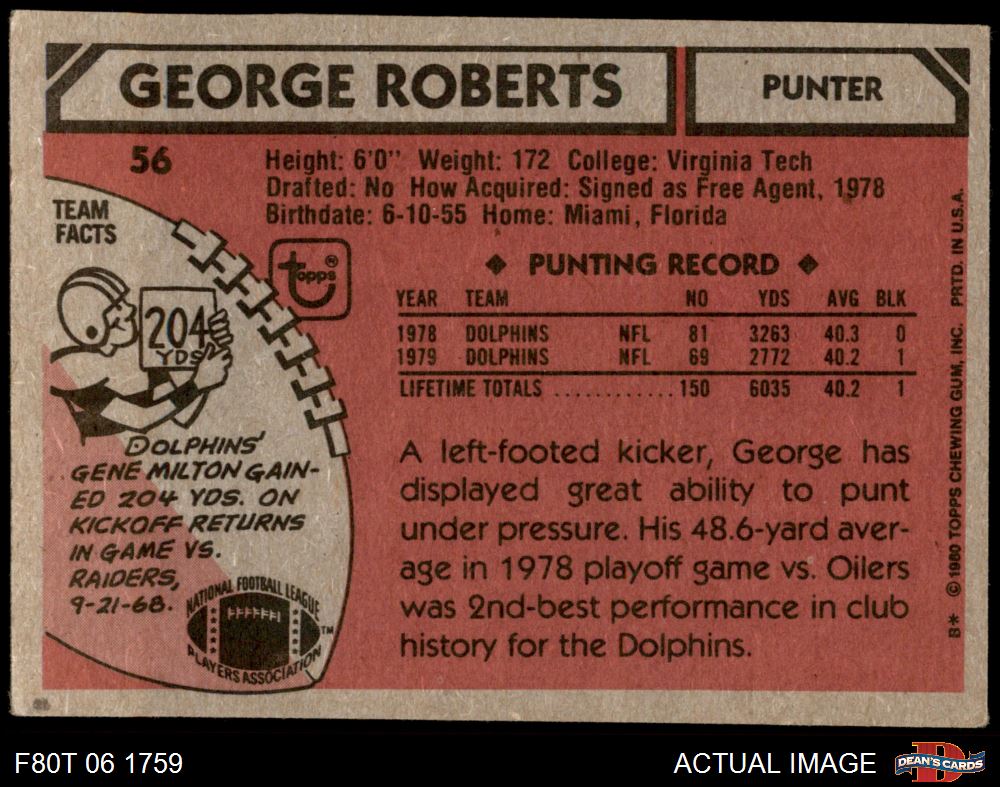 GEORGE ROBERTS
PUNTER
56
Height: 6'0" Weight: 172 College: Virginia Tech
Drafted: No How Acquired: Signed as Free Agent, 1978
Birthdate: 6-10-55 Home: Miami, Florida
TEAM
FACTS
204
YDS
DOLPHINS'
GENE MILTON GAIN-
ED 204 YDS. ON
KICKOFF RETURNS
IN GAME VS.
RAIDERS,
9-21-68.
NATIONAL FOOTBALL LEAGUE
PLAYERS ASSOCIATION
TM
topps ®
◆ PUNTING RECORD ◆
YEAR TEAM NO YDS AVG BLK
1978 DOLPHINS NFL 81 3263 40.3 0
1979 DOLPHINS NFL 69 2772 40.2 1
LIFETIME TOTALS ............ 150 6035 40.2 1
A left-footed kicker, George has
displayed great ability to punt
under pressure. His 48.6-yard aver-
age in 1978 playoff game vs. Oilers
was 2nd-best performance in club
history for the Dolphins.
B* © 1980 TOPPS CHEWING GUM, INC. PRTD. IN U.S.A.
F80T 06 1759
ACTUAL IMAGE
DEAN'S CARDS